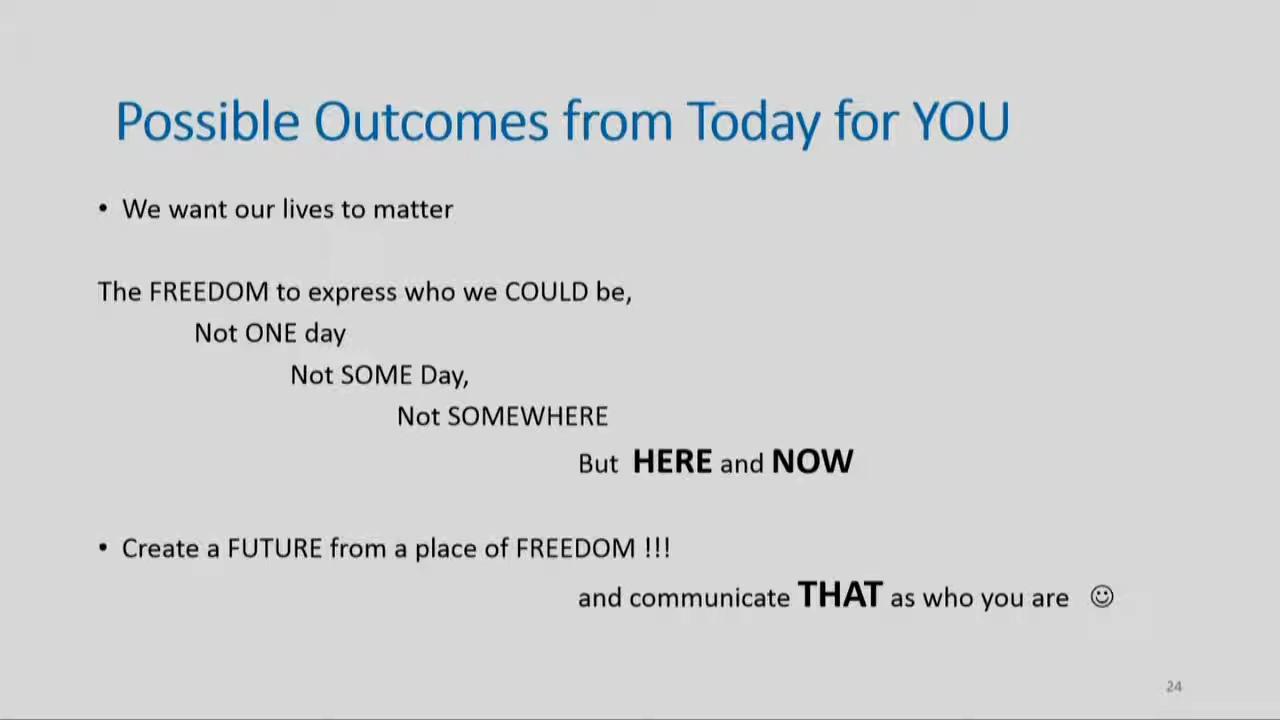 Possible Outcomes from Today for YOU
• We want our lives to matter
The FREEDOM to express who we COULD be,
Not ONE day
Not SOME Day,
Not SOMEWHERE
But HERE and NOW
• Create a FUTURE from a place of FREEDOM !!!
and communicate THAT as who you are ☺
24